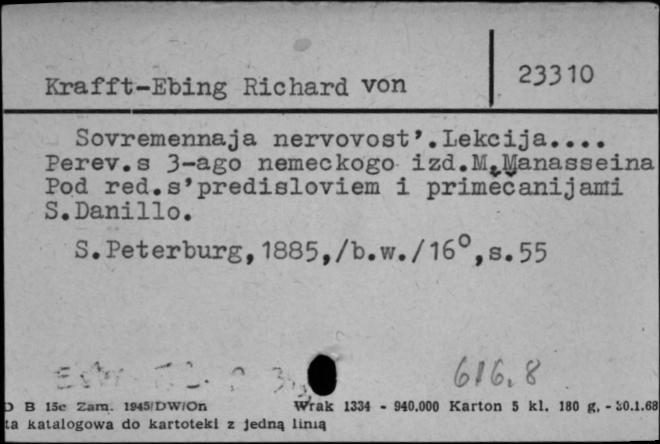 Krafft-Ebing Richard von
23310
Sovremennaja nervovost'.Lekcija....
Perev.s 3-ago nemeckogo izd.M.Manasseina
Pod red.s'predisloviem i primečanijami
S.Danillo.
S.Peterburg,1885,/b.w./16°,s.55
616.8
B 15c Zam. 1945/DW/On Wrak 1334 - 940.000 Karton 5 kl. 180 g. - 30.1.68
ta katalogowa do kartoteki z jedną linią